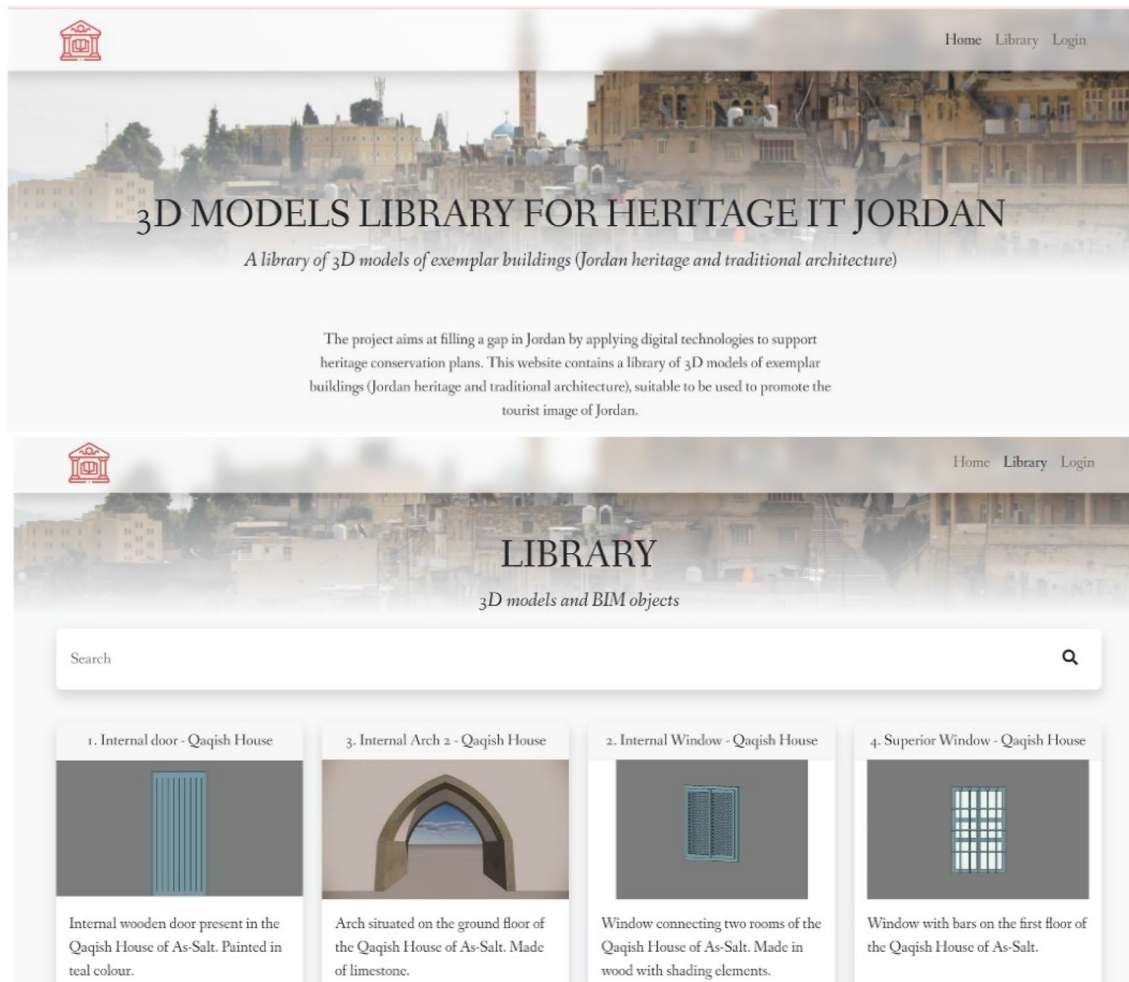 Home Library Login
3D MODELS LIBRARY FOR HERITAGE IT JORDAN
A library of 3D models of exemplar buildings (Jordan heritage and traditional architecture)
The project aims at filling a gap in Jordan by applying digital technologies to support
heritage conservation plans. This website contains a library of 3D models of exemplar
buildings (Jordan heritage and traditional architecture), suitable to be used to promote the
tourist image of Jordan.
Home Library Login
LIBRARY
3D models and BIM objects
Search
1. Internal door - Qaqish House
Internal wooden door present in the
Qaqish House of As-Salt. Painted in
teal colour.
3. Internal Arch 2 - Qaqish House
Arch situated on the ground floor of
the Qaqish House of As-Salt. Made
of limestone.
2. Internal Window - Qaqish House
Window connecting two rooms of the
Qaqish House of As-Salt. Made in
wood with shading elements.
4. Superior Window - Qaqish House
Window with bars on the first floor of
the Qaqish House of As-Salt.